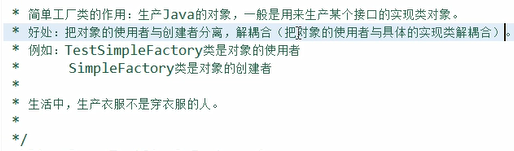 * 简单工厂类的作用：生产Java的对象，一般是用来生产某个接口的实现类对象。
* 好处：把对象的使用者与创建者分离，解耦合（把对象的使用者与具体的实现类解耦合）。
* 例如：TestSimpleFactory类是对象的使用者
* SimpleFactory类是对象的创建者
*
* 生活中，生产衣服不是穿衣服的人。
*
*/